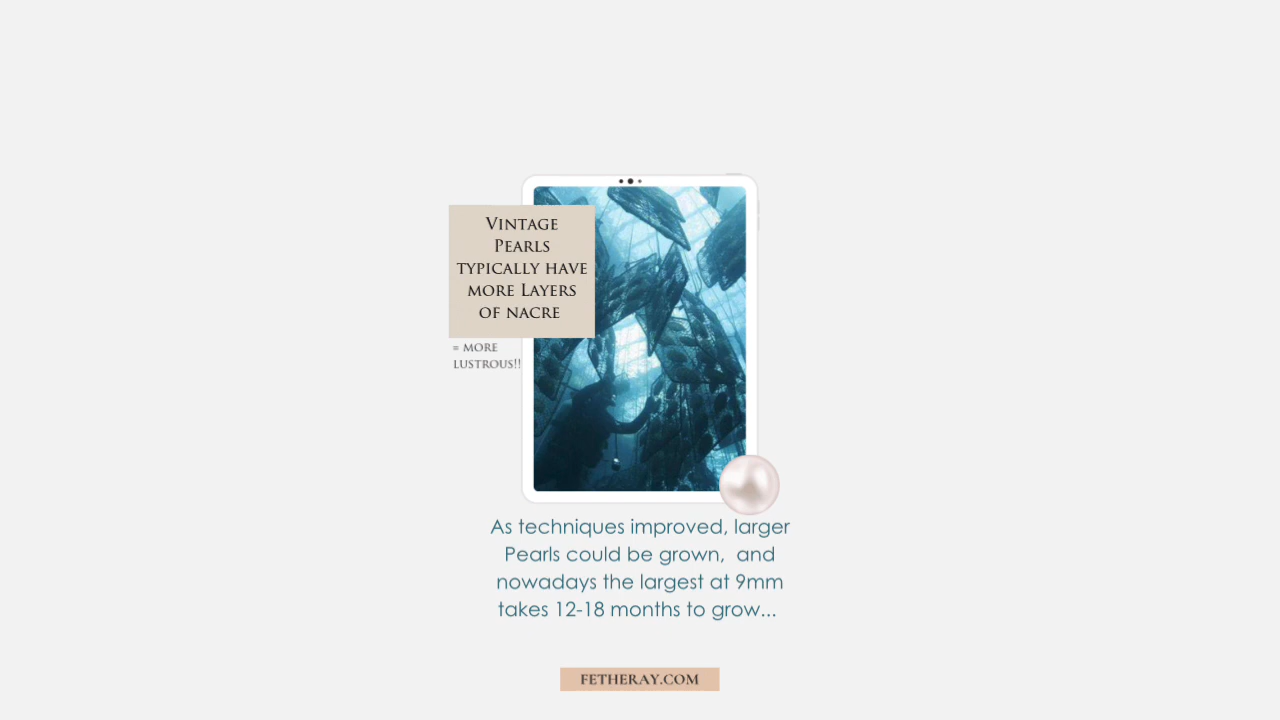 Vintage
Pearls
typically have
more Layers
of nacre
= more
lustrous!!
As techniques improved, larger
Pearls could be grown,  and
nowadays the largest at 9mm
takes 12-18 months to grow...
FETHERAY.COM